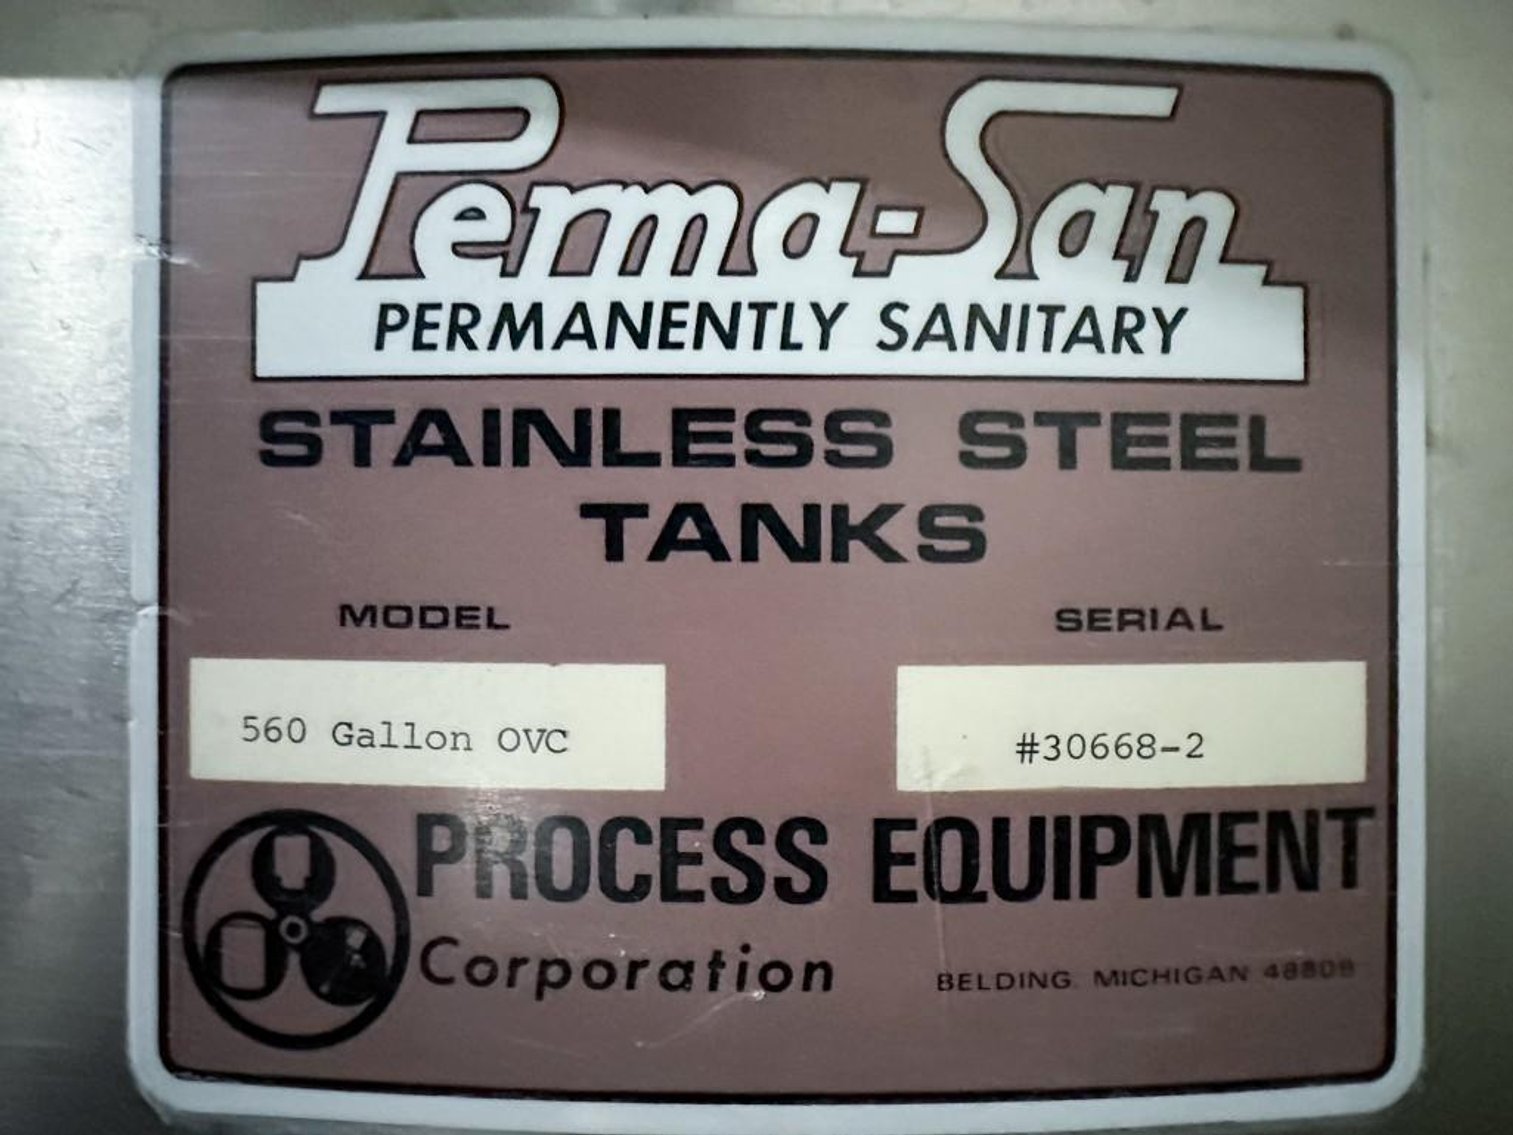 Perma-San
PERMANENTLY SANITARY
STAINLESS STEEL
TANKS
MODEL SERIAL
560 Gallon OVC #30668-2
PROCESS EQUIPMENT
Corporation BELDING, MICHIGAN 48809